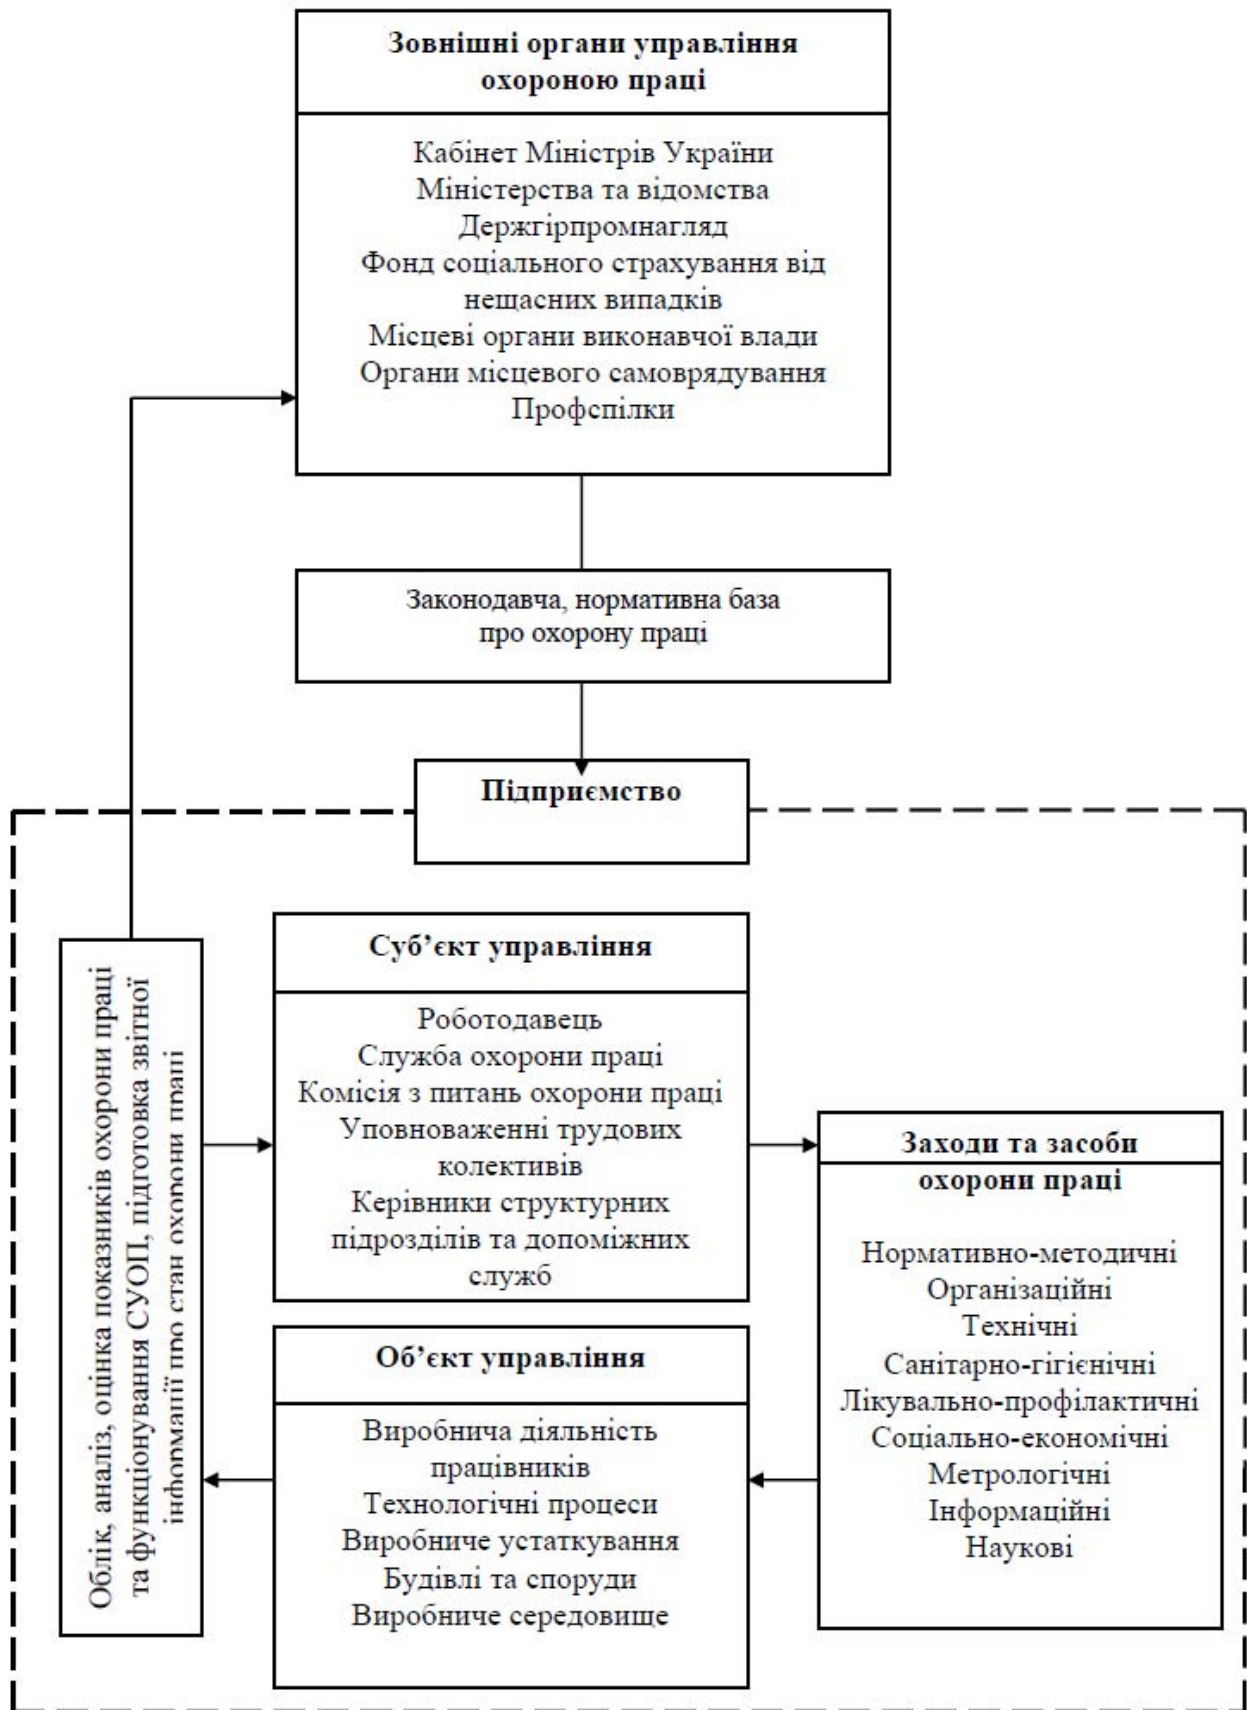 Зовнішні органи управління
охороною праці
Кабінет Міністрів України
Міністерства та відомства
Держгірпромнагляд
Фонд соціального страхування від
нещасних випадків
Місцеві органи виконавчої влади
Органи місцевого самоврядування
Профспілки
Законодавча, нормативна база
про охорону праці
Підприємство
Облік, аналіз, оцінка показників охорони праці
та функціонування СУОП, підготовка звітної
інформації про стан охорони праці
Суб’єкт управління
Роботодавець
Служба охорони праці
Комісія з питань охорони праці
Уповноваженні трудових
колективів
Керівники структурних
підрозділів та допоміжних
служб
Заходи та засоби
охорони праці
Нормативно-методичні
Організаційні
Технічні
Санітарно-гігієнічні
Лікувально-профілактичні
Соціально-економічні
Метрологічні
Інформаційні
Наукові
Об’єкт управління
Виробнича діяльність
працівників
Технологічні процеси
Виробниче устаткування
Будівлі та споруди
Виробниче середовище